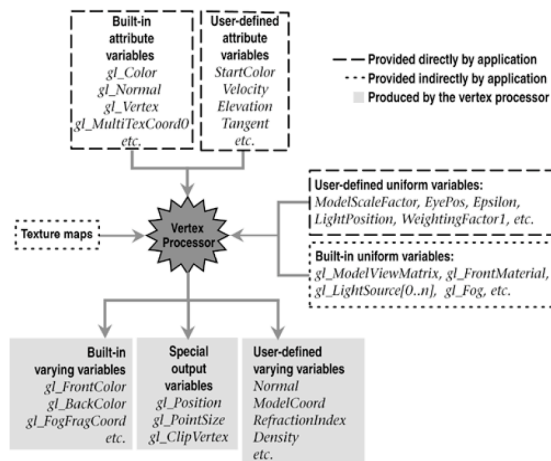 Built-in
attribute
variables
gl_Color
gl_Normal
gl_Vertex
gl_MultiTexCoord0
etc.
User-defined
attribute
variables
StartColor
Velocity
Elevation
Tangent
etc.
Provided directly by application
Provided indirectly by application
Produced by the vertex processor
Texture maps
Vertex
Processor
User-defined uniform variables:
ModelScaleFactor, EyePos, Epsilon,
LightPosition, WeightingFactor1, etc.
Built-in uniform variables:
gl_ModelViewMatrix, gl_FrontMaterial,
gl_LightSource[0..n], gl_Fog, etc.
Built-in
varying variables
gl_FrontColor
gl_BackColor
gl_FogFragCoord
etc.
Special
output
variables
gl_Position
gl_PointSize
gl_ClipVertex
User-defined
varying variables
Normal
ModelCoord
RefractionIndex
Density
etc.